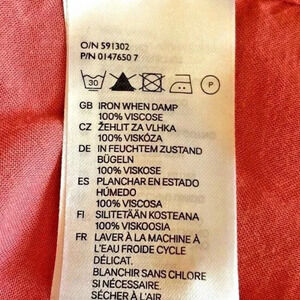 O/N 591302
P/N 0147650 7
30 P
GB IRON WHEN DAMP
100% VISCOSE
CZ ŽEHLIT ZA VLHKA
100% VISKÓZA
DE IN FEUCHTEM ZUSTAND
BÜGELN
100% VISKOSE
ES PLANCHAR EN ESTADO
HÚMEDO
100% VISCOSA
FI SILITETÄÄN KOSTEANA
100% VISKOOSIA
FR LAVER À LA MACHINE À
L'EAU FROIDE CYCLE
DÉLICAT.
BLANCHIR SANS CHLORE
SI NÉCESSAIRE.
SÉCHER À L'AIR.